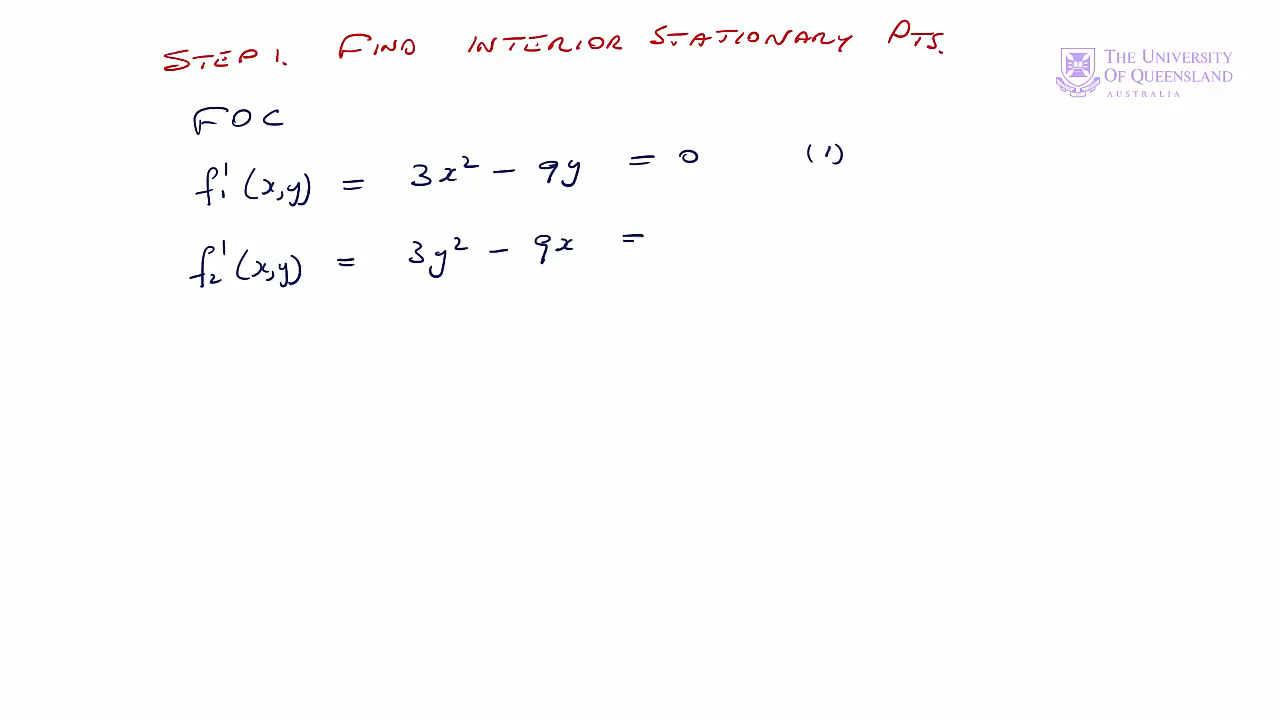 STEP 1. FIND INTERIOR STATIONARY PTS.
THE UNIVERSITY
OF QUEENSLAND
AUSTRALIA
FOC
f₁'(x,y) = 3x² - 9y = 0 (1)
f₂'(x,y) = 3y² - 9x =